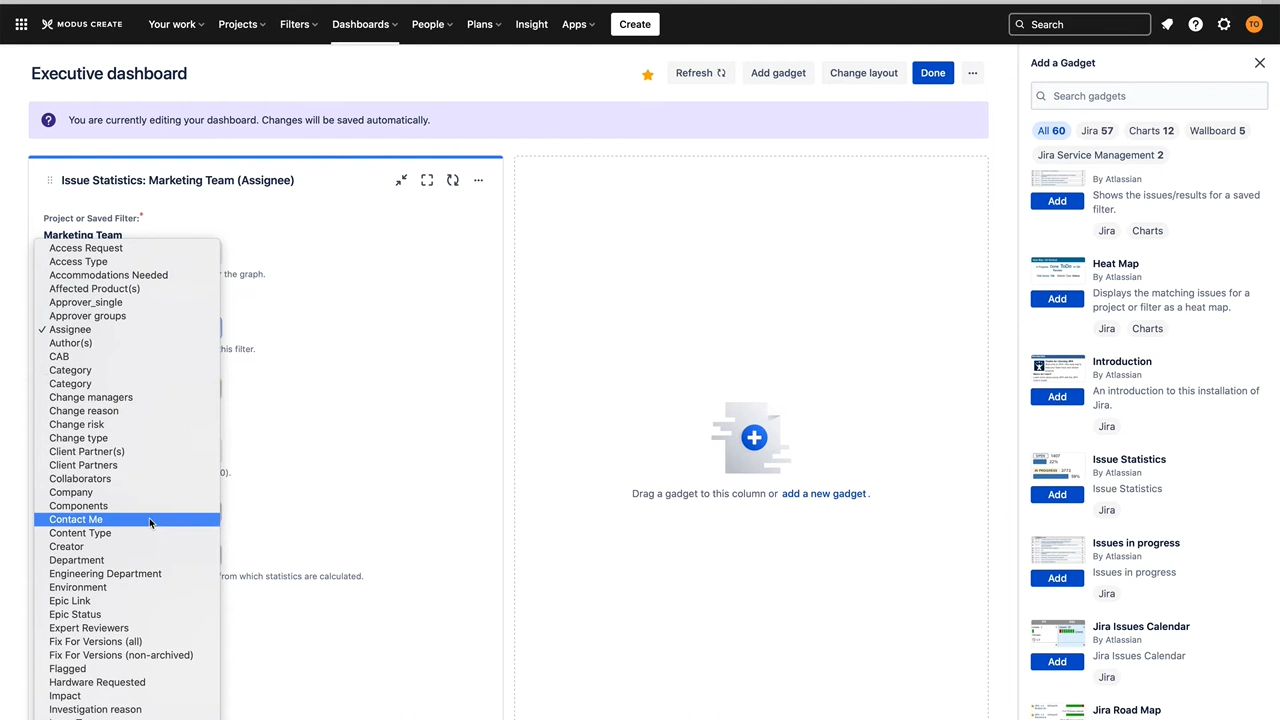 MODUS CREATE Your work Projects Filters Dashboards People Plans Insight Apps Create Search TO
Executive dashboard Refresh Add gadget Change layout Done
You are currently editing your dashboard. Changes will be saved automatically.
Issue Statistics: Marketing Team (Assignee)
Project or Saved Filter:*
Marketing Team
Access Request
Access Type
the graph.
Accommodations Needed
Affected Product(s)
Approver_single
Approver groups
Assignee
Author(s)
his filter.
CAB
Category
Category
Change managers
Change reason
Change risk
Change type
Client Partner(s)
Client Partners
0).
Collaborators
Company
Components
Contact Me
Content Type
Creator
Department
Engineering Department
from which statistics are calculated.
Environment
Epic Link
Epic Status
Expert Reviewers
Fix For Versions (all)
Fix For Versions (non-archived)
Flagged
Hardware Requested
Impact
Investigation reason
Drag a gadget to this column or add a new gadget.
Add a Gadget
Search gadgets
All 60 Jira 57 Charts 12 Wallboard 5
Jira Service Management 2
By Atlassian
Add
Shows the issues/results for a saved
filter.
Jira Charts
Heat Map
By Atlassian
Add
Displays the matching issues for a
project or filter as a heat map.
Jira Charts
Introduction
By Atlassian
Add
An introduction to this installation of
Jira.
Jira
Issue Statistics
By Atlassian
Add
Issue Statistics
Jira
Issues in progress
By Atlassian
Add
Issues in progress
Jira
Jira Issues Calendar
By Atlassian
Add
Jira Issues Calendar
Jira
Jira Road Map